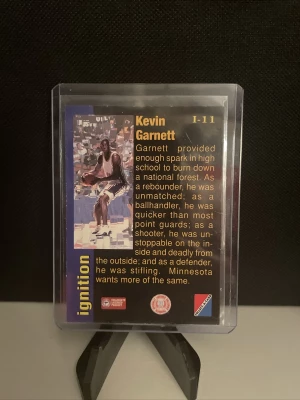 Kevin
Garnett
I-11
Garnett provided
enough spark in high
school to burn down
a national forest. As
a rebounder, he was
unmatched; as a
ballhandler, he was
quicker than most
point guards; as a
shooter, he was un-
stoppable on the in-
side and deadly from
the outside; and as a defender,
he was stifling. Minnesota
wants more of the same.
ignition